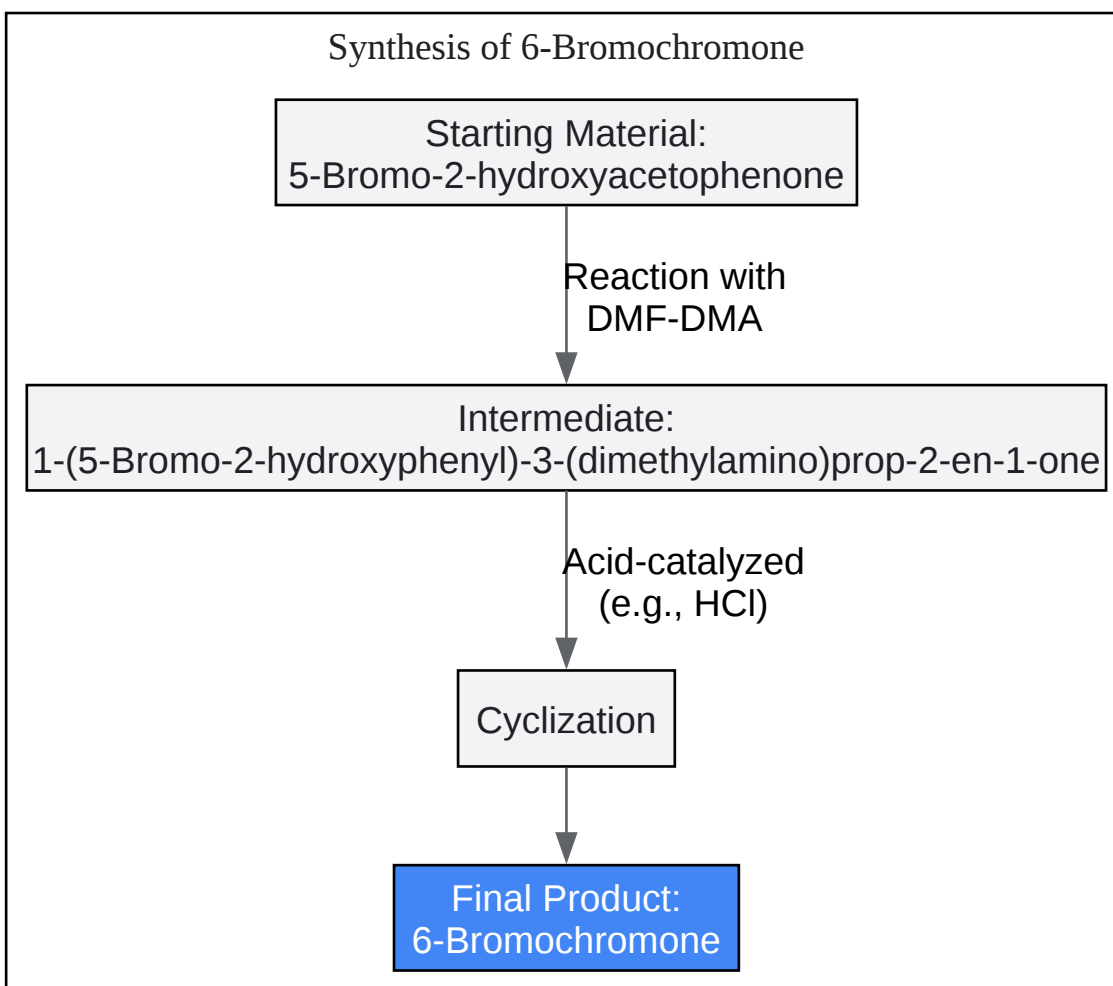 Synthesis of 6-Bromochromone
Starting Material:
5-Bromo-2-hydroxyacetophenone
Reaction with
DMF-DMA
Intermediate:
1-(5-Bromo-2-hydroxyphenyl)-3-(dimethylamino)prop-2-en-1-one
Acid-catalyzed
(e.g., HCl)
Cyclization
Final Product:
6-Bromochromone